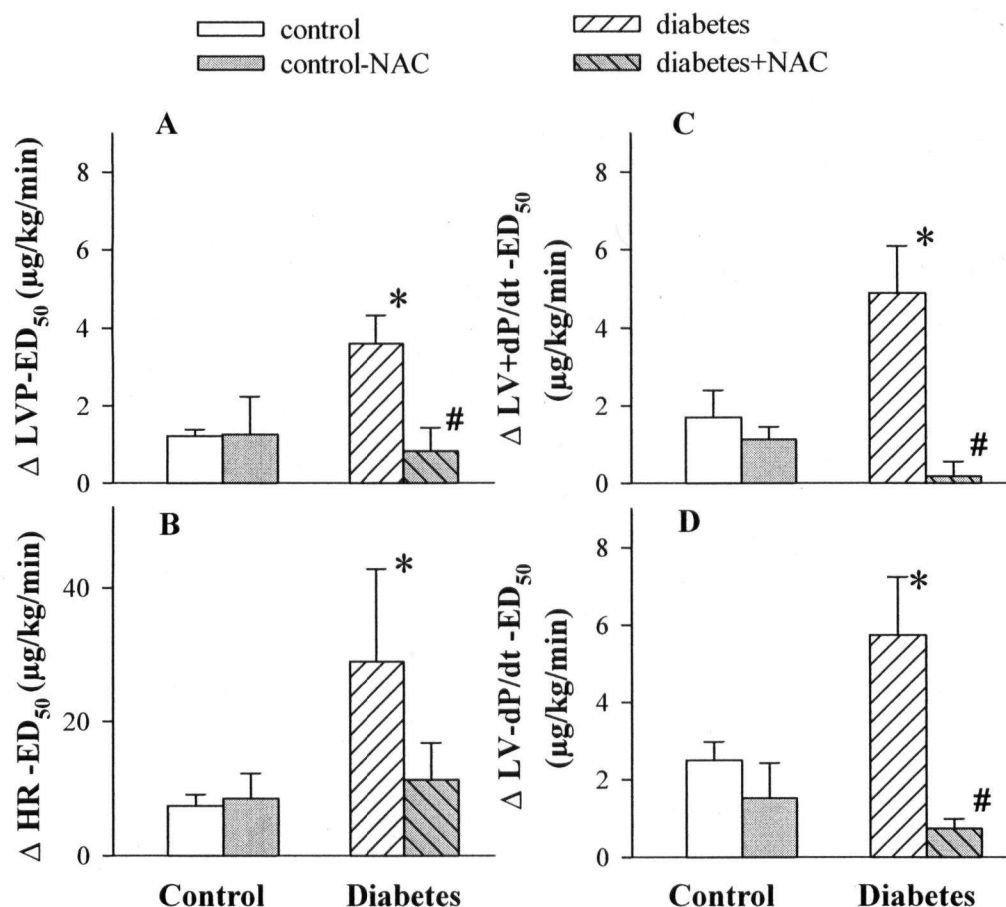 control
control-NAC
diabetes
diabetes+NAC
A
Δ LVP-ED50 (μg/kg/min)
8
6
4
2
0
*
#
C
Δ LV+dP/dt -ED50
(μg/kg/min)
8
6
4
2
0
*
#
B
Δ HR -ED50 (μg/kg/min)
40
20
0
*
Control
Diabetes
D
Δ LV-dP/dt -ED50
(μg/kg/min)
8
6
4
2
0
*
#
Control
Diabetes